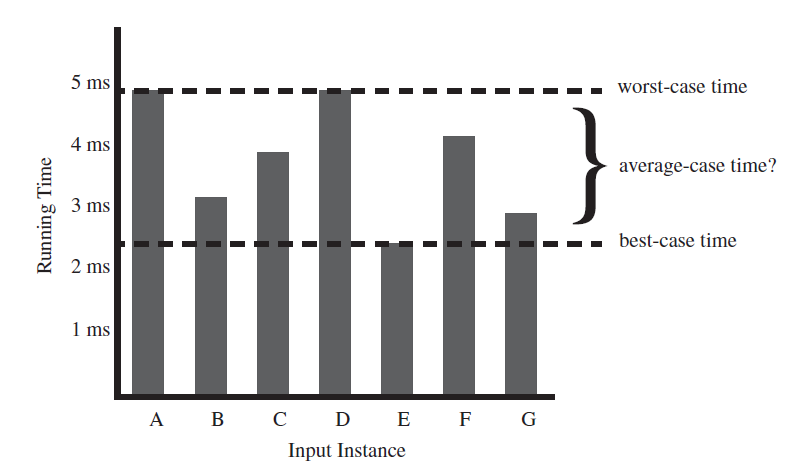 5 ms
worst-case time
4 ms
average-case time?
3 ms
best-case time
2 ms
1 ms
Running Time
A B C D E F G
Input Instance